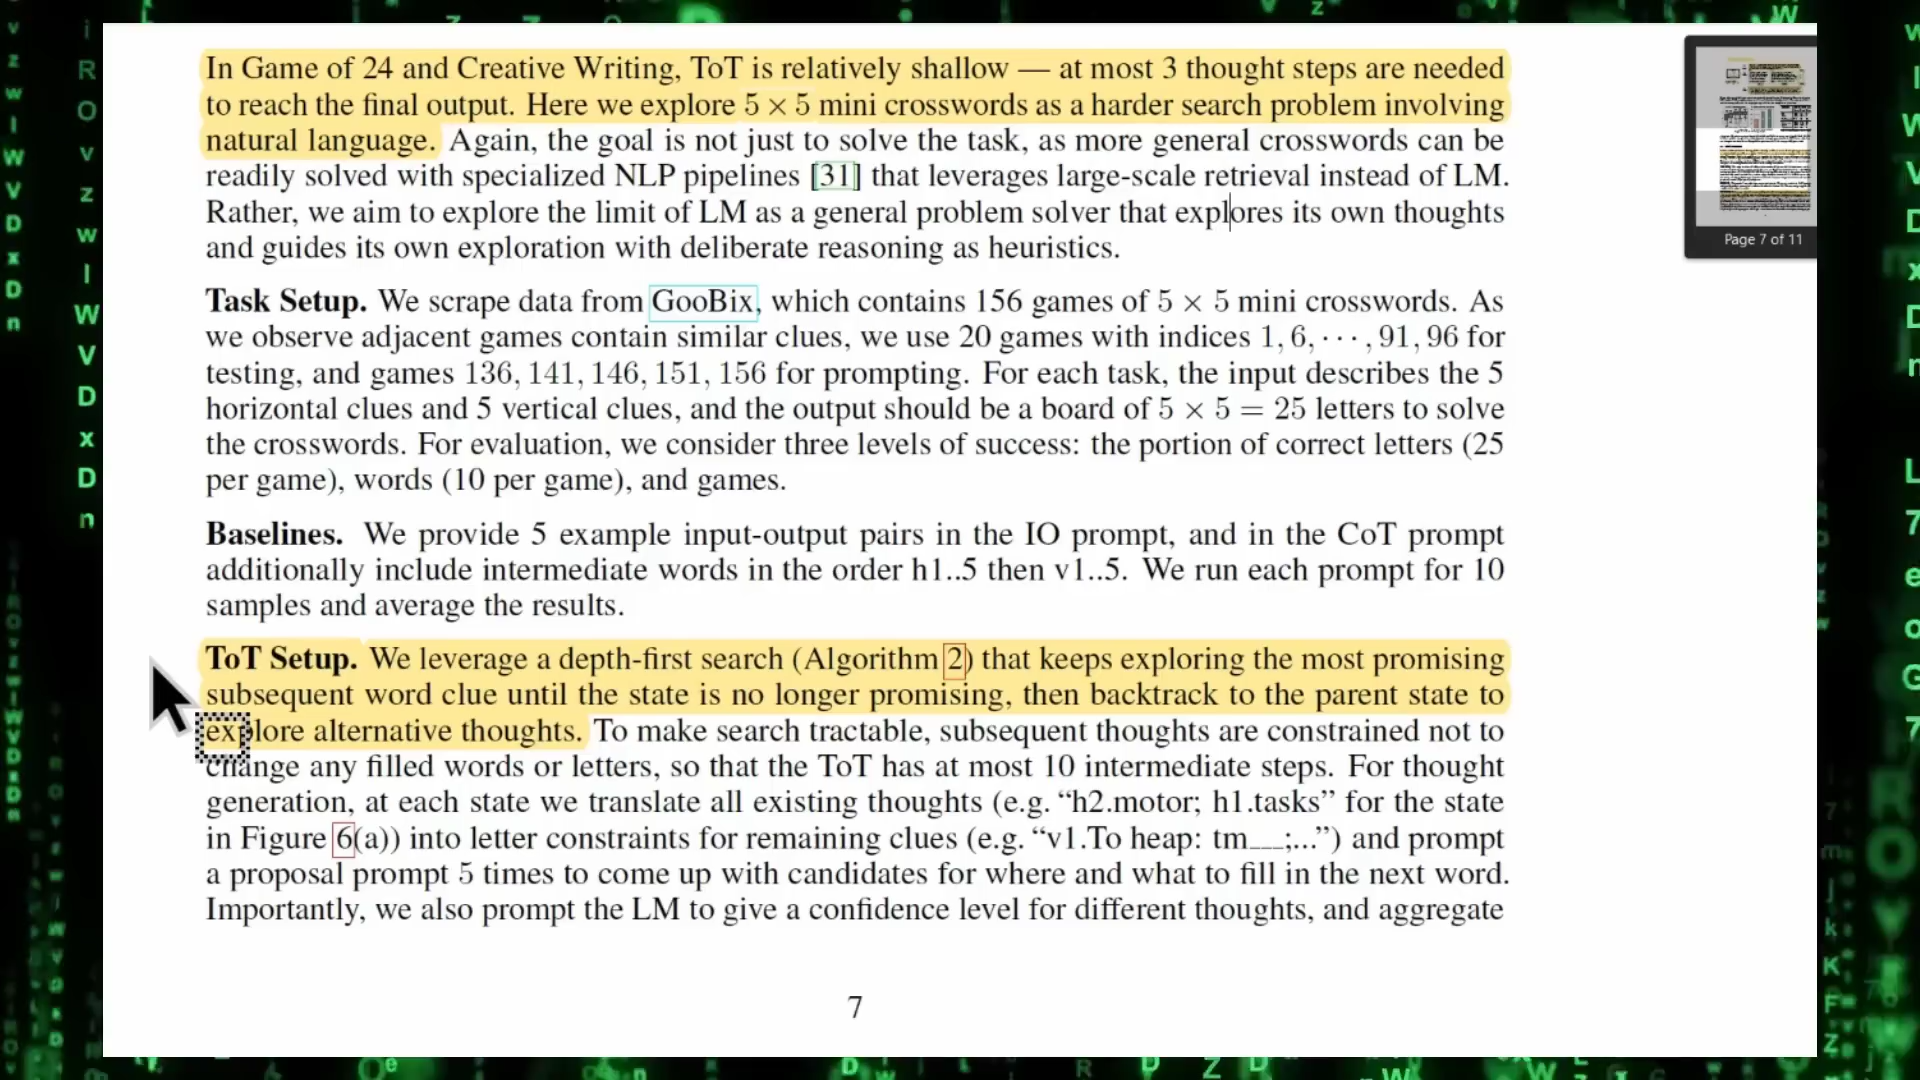 In Game of 24 and Creative Writing, ToT is relatively shallow — at most 3 thought steps are needed
to reach the final output. Here we explore 5 × 5 mini crosswords as a harder search problem involving
natural language. Again, the goal is not just to solve the task, as more general crosswords can be
readily solved with specialized NLP pipelines [31] that leverages large-scale retrieval instead of LM.
Rather, we aim to explore the limit of LM as a general problem solver that explores its own thoughts
and guides its own exploration with deliberate reasoning as heuristics.
Task Setup. We scrape data from GooBix, which contains 156 games of 5 × 5 mini crosswords. As
we observe adjacent games contain similar clues, we use 20 games with indices 1, 6, · · · , 91, 96 for
testing, and games 136, 141, 146, 151, 156 for prompting. For each task, the input describes the 5
horizontal clues and 5 vertical clues, and the output should be a board of 5 × 5 = 25 letters to solve
the crosswords. For evaluation, we consider three levels of success: the portion of correct letters (25
per game), words (10 per game), and games.
Baselines. We provide 5 example input-output pairs in the IO prompt, and in the CoT prompt
additionally include intermediate words in the order h1..5 then v1..5. We run each prompt for 10
samples and average the results.
ToT Setup. We leverage a depth-first search (Algorithm 2) that keeps exploring the most promising
subsequent word clue until the state is no longer promising, then backtrack to the parent state to
explore alternative thoughts. To make search tractable, subsequent thoughts are constrained not to
change any filled words or letters, so that the ToT has at most 10 intermediate steps. For thought
generation, at each state we translate all existing thoughts (e.g. “h2.motor; h1.tasks” for the state
in Figure 6(a)) into letter constraints for remaining clues (e.g. “v1.To heap: tm___;...”) and prompt
a proposal prompt 5 times to come up with candidates for where and what to fill in the next word.
Importantly, we also prompt the LM to give a confidence level for different thoughts, and aggregate
7
Page 7 of 11